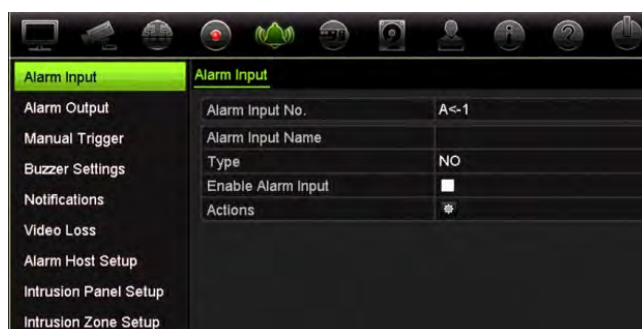 Alarm Input
Alarm Output
Manual Trigger
Buzzer Settings
Notifications
Video Loss
Alarm Host Setup
Intrusion Panel Setup
Intrusion Zone Setup
Alarm Input
Alarm Input No. A<-1
Alarm Input Name
Type NO
Enable Alarm Input
Actions